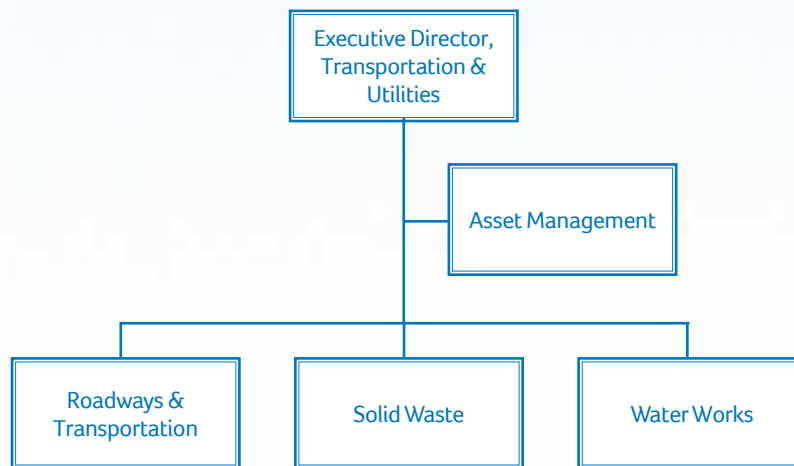 Executive Director,
Transportation &
Utilities
Asset Management
Roadways &
Transportation
Solid Waste
Water Works